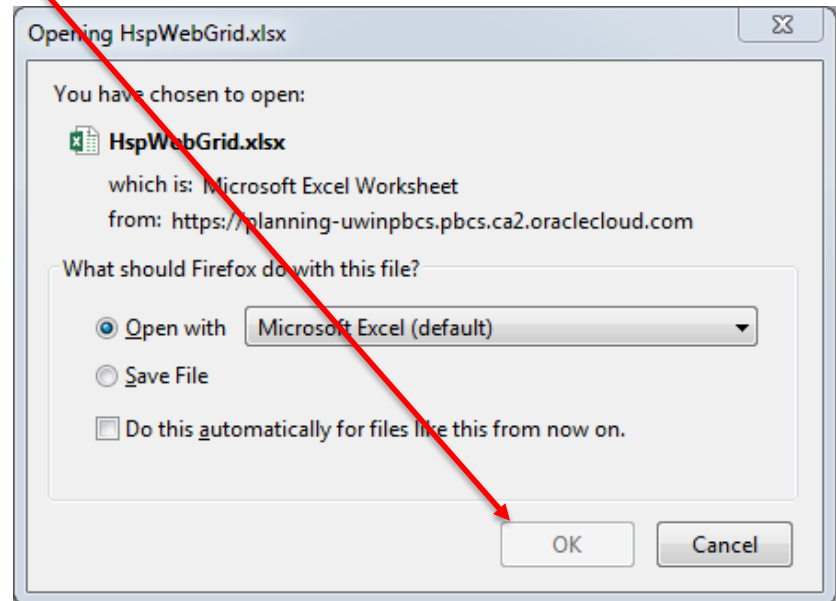 Opening HspWebGrid.xlsx
You have chosen to open:
HspWebGrid.xlsx
which is: Microsoft Excel Worksheet
from: https://planning-uwinpbcs.pbcs.ca2.oraclecloud.com
What should Firefox do with this file?
Open with Microsoft Excel (default)
Save File
Do this automatically for files like this from now on.
OK Cancel